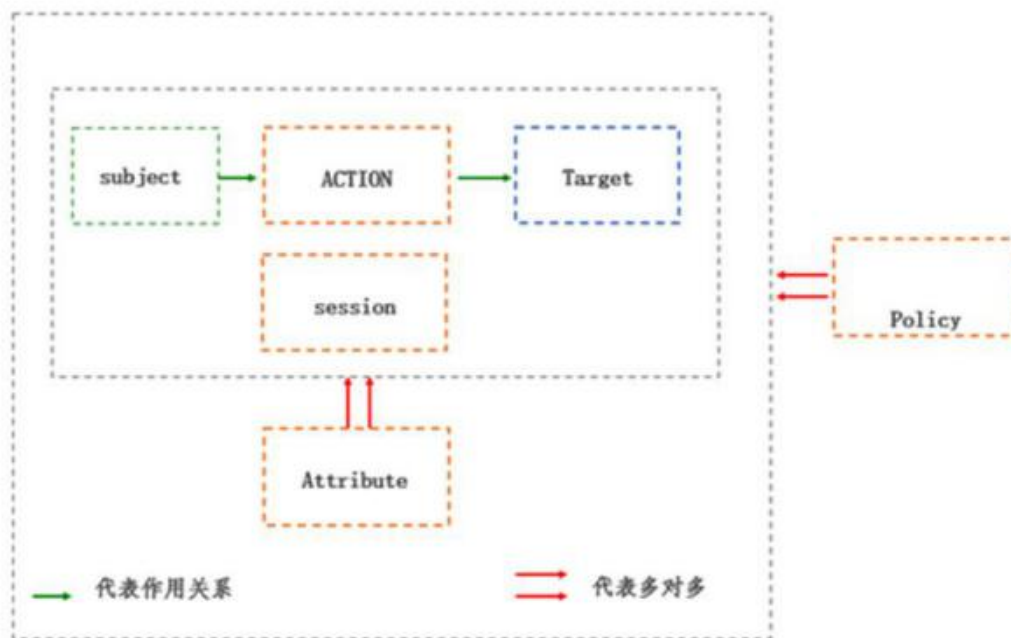 subject
ACTION
Target
session
Policy
Attribute
代表作用关系
代表多对多